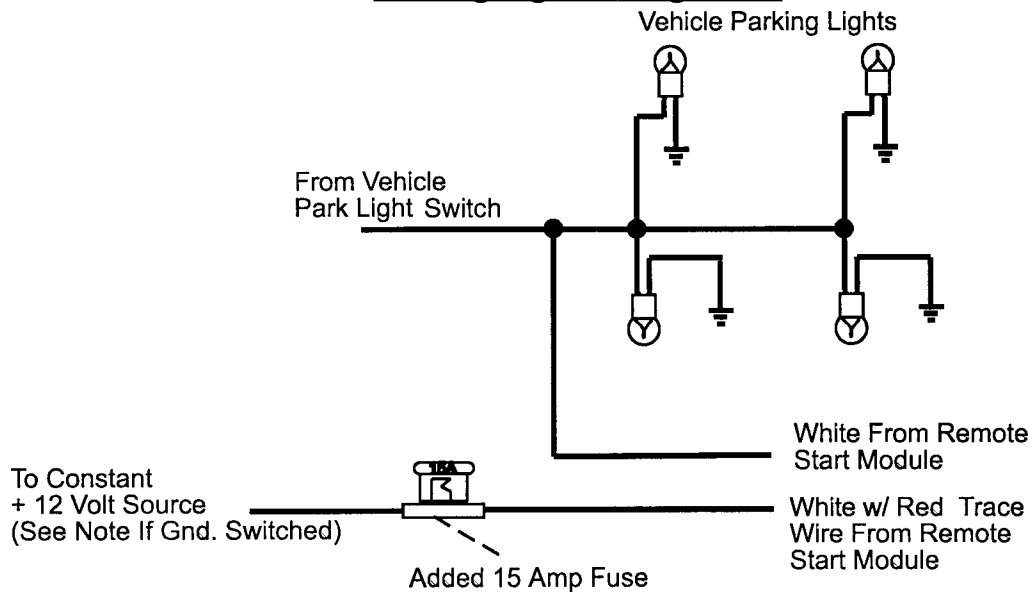 Vehicle Parking Lights
From Vehicle
Park Light Switch
White From Remote
Start Module
To Constant
+ 12 Volt Source
(See Note If Gnd. Switched)
15A
White w/ Red Trace
Wire From Remote
Start Module
Added 15 Amp Fuse